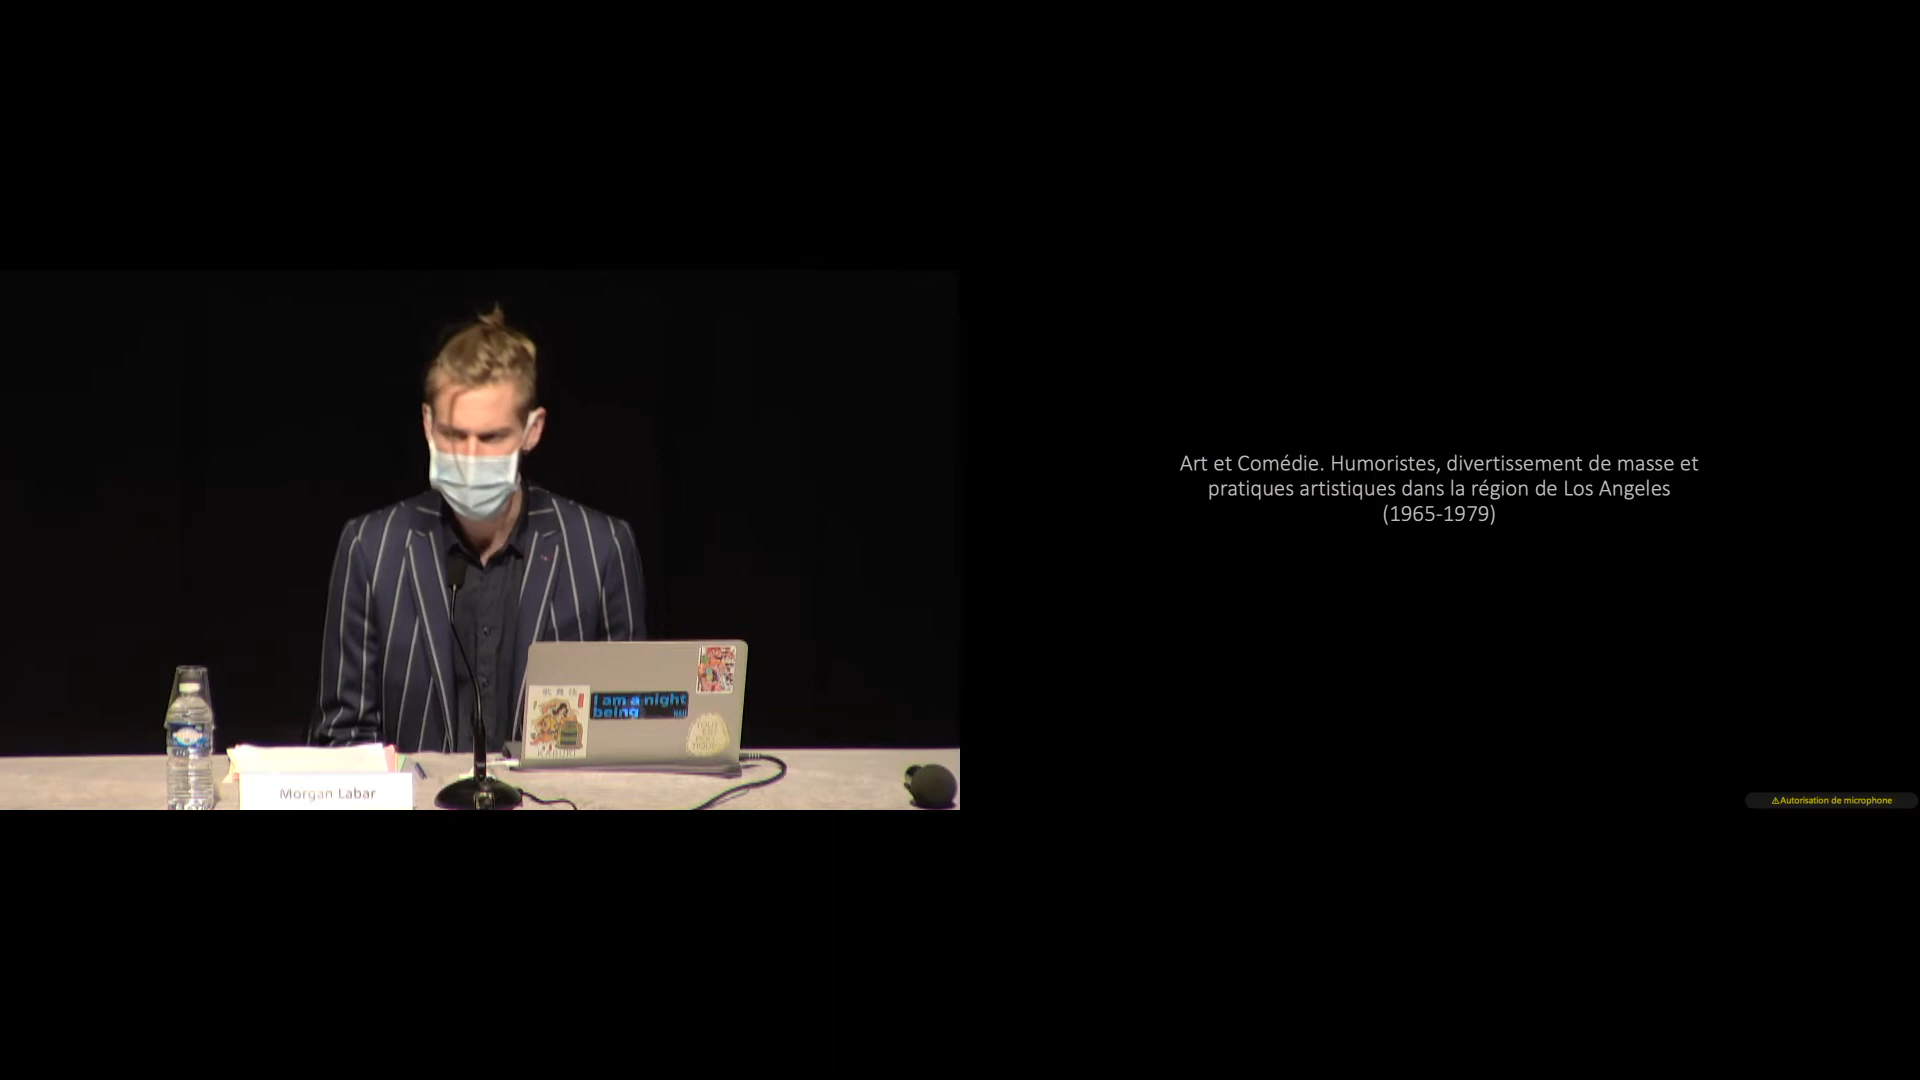 Art et Comédie. Humoristes, divertissement de masse et
pratiques artistiques dans la région de Los Angeles
(1965-1979)
I am a night
being
TOUT
Morgan Labar
⚠Autorisation de microphone